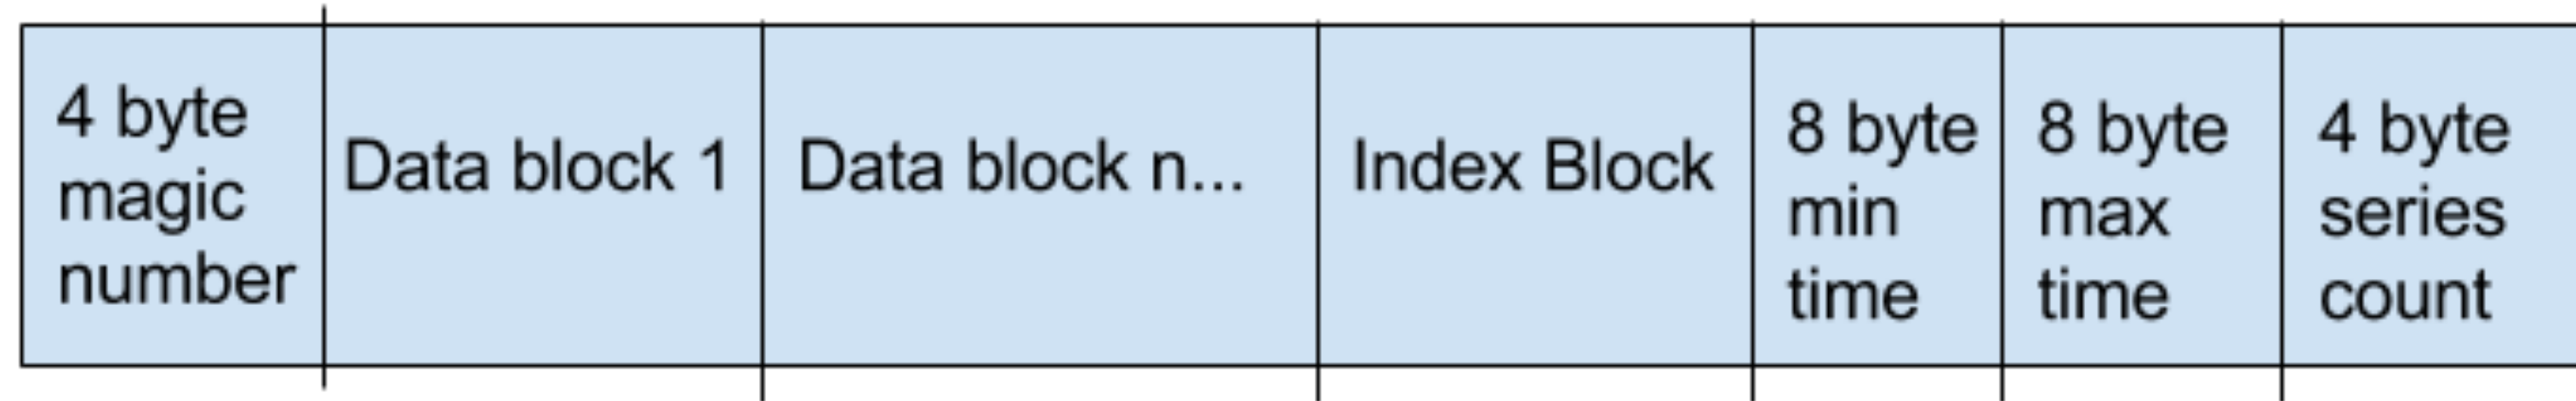 4 byte
magic
number
Data block 1
Data block n...
Index Block
8 byte
min
time
8 byte
max
time
4 byte
series
count